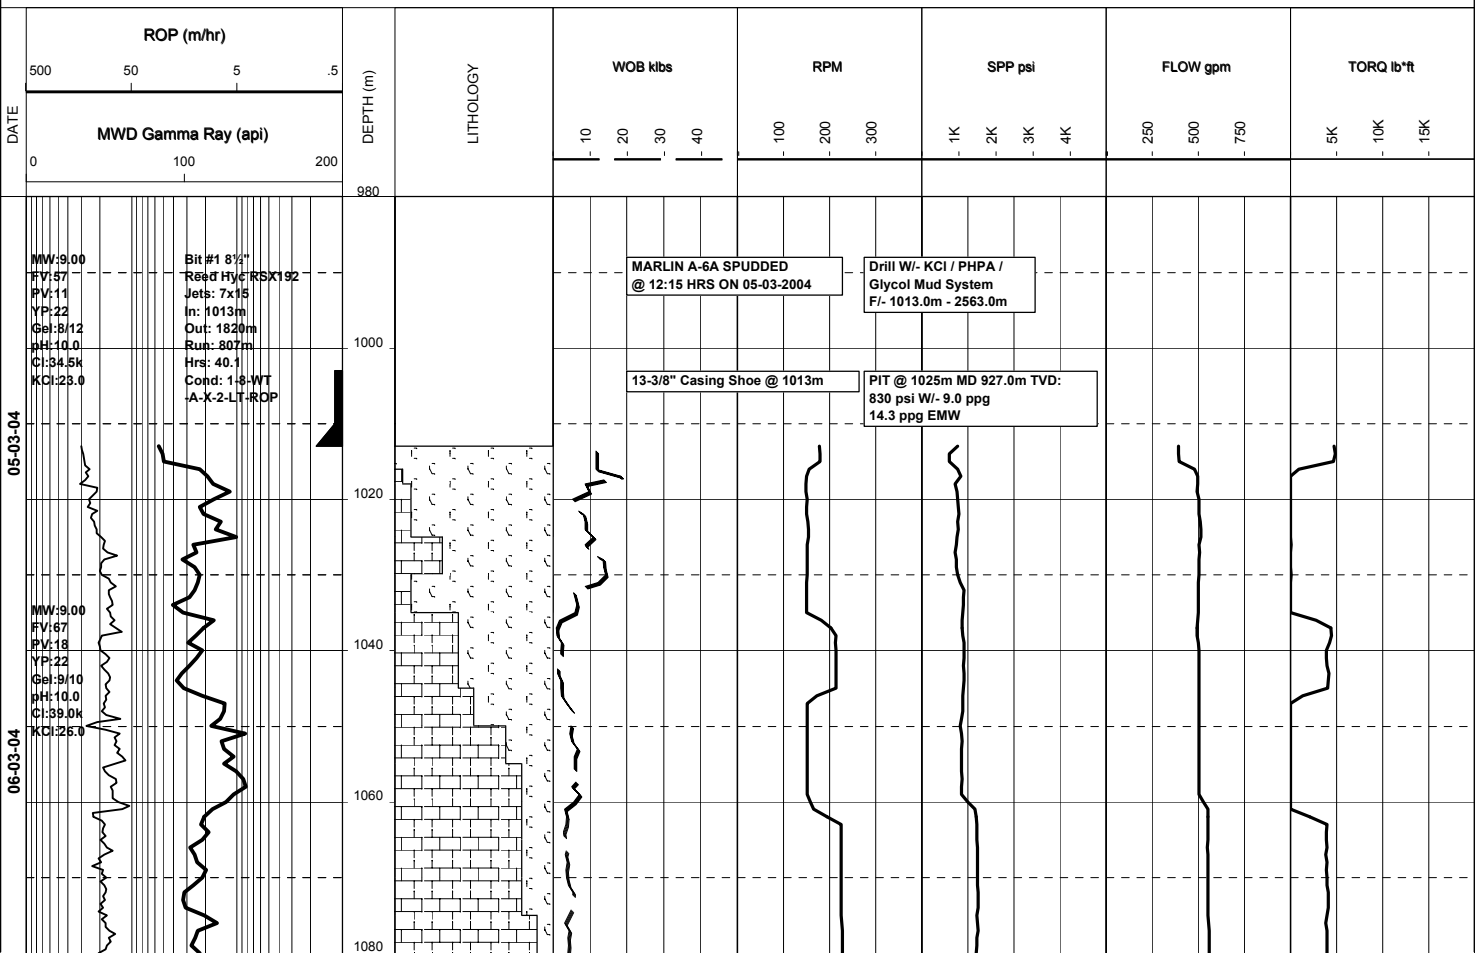 ROP (m/hr)
500 50 5 .5
MWD Gamma Ray (api)
0 100 200
DATE
DEPTH (m)
LITHOLOGY
WOB klbs
10 20 30 40
RPM
100 200 300
SPP psi
1K 2K 3K 4K
FLOW gpm
250 500 750
TORQ lb*ft
5K 10K 15K
980
MW:9.00
FV:57
PV:11
YP:22
Gel:8/12
pH:10.0
Cl:34.5k
KCl:23.0
Bit #1 8½"
Reed Hyc RSX192
Jets: 7x15
In: 1013m
Out: 1820m
Run: 807m
Hrs: 40.1
Cond: 1-8-WT
-A-X-2-LT-ROP
MARLIN A-6A SPUDDED
@ 12:15 HRS ON 05-03-2004
Drill W/- KCl / PHPA /
Glycol Mud System
F/- 1013.0m - 2563.0m
1000
13-3/8" Casing Shoe @ 1013m
PIT @ 1025m MD 927.0m TVD:
830 psi W/- 9.0 ppg
14.3 ppg EMW
05-03-04
1020
MW:9.00
FV:67
PV:18
YP:22
Gel:9/10
pH:10.0
Cl:39.0k
KCl:26.0
1040
06-03-04
1060
1080